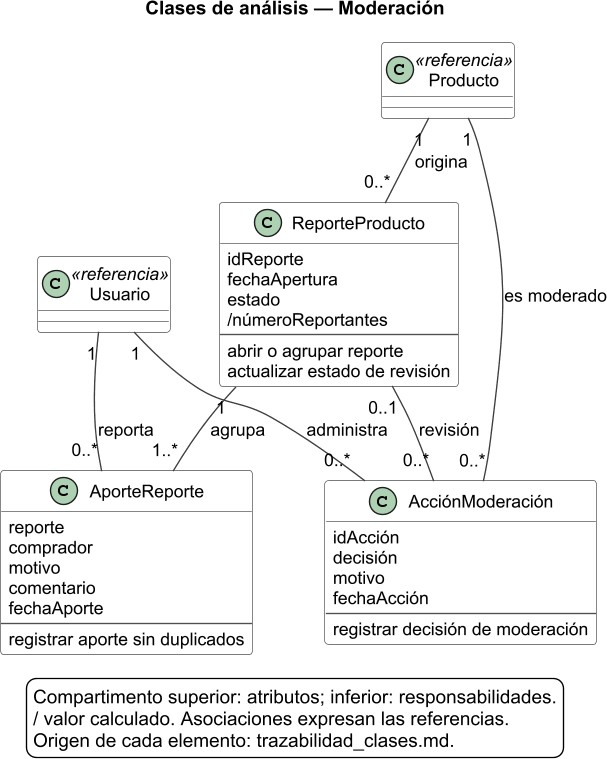 Clases de análisis — Moderación
C
«referencia»
Producto
1
1
origina
0..*
C
ReporteProducto
idReporte
fechaApertura
estado
/númeroReportantes
abrir o agrupar reporte
actualizar estado de revisión
C
«referencia»
Usuario
es moderado
1
1
1
0..1
reporta
agrupa
administra
revisión
0..*
1..*
0..*
0..*
0..*
C
AporteReporte
reporte
comprador
motivo
comentario
fechaAporte
registrar aporte sin duplicados
C
AcciónModeración
idAcción
decisión
motivo
fechaAcción
registrar decisión de moderación
Compartimento superior: atributos; inferior: responsabilidades.
/ valor calculado. Asociaciones expresan las referencias.
Origen de cada elemento: trazabilidad_clases.md.